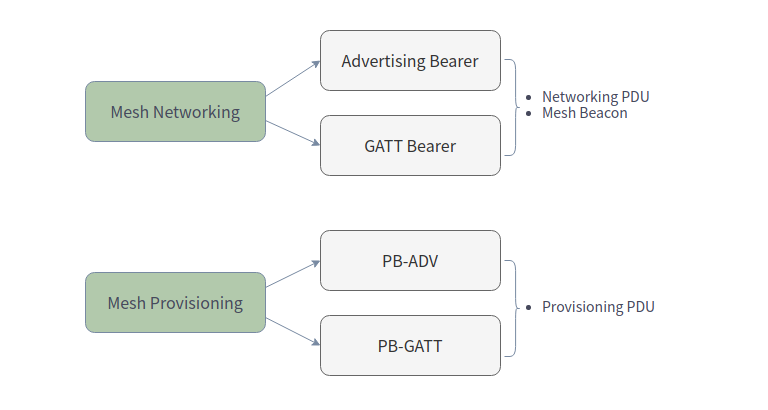 Mesh Networking
Advertising Bearer
GATT Bearer
Networking PDU
Mesh Beacon
Mesh Provisioning
PB-ADV
PB-GATT
Provisioning PDU